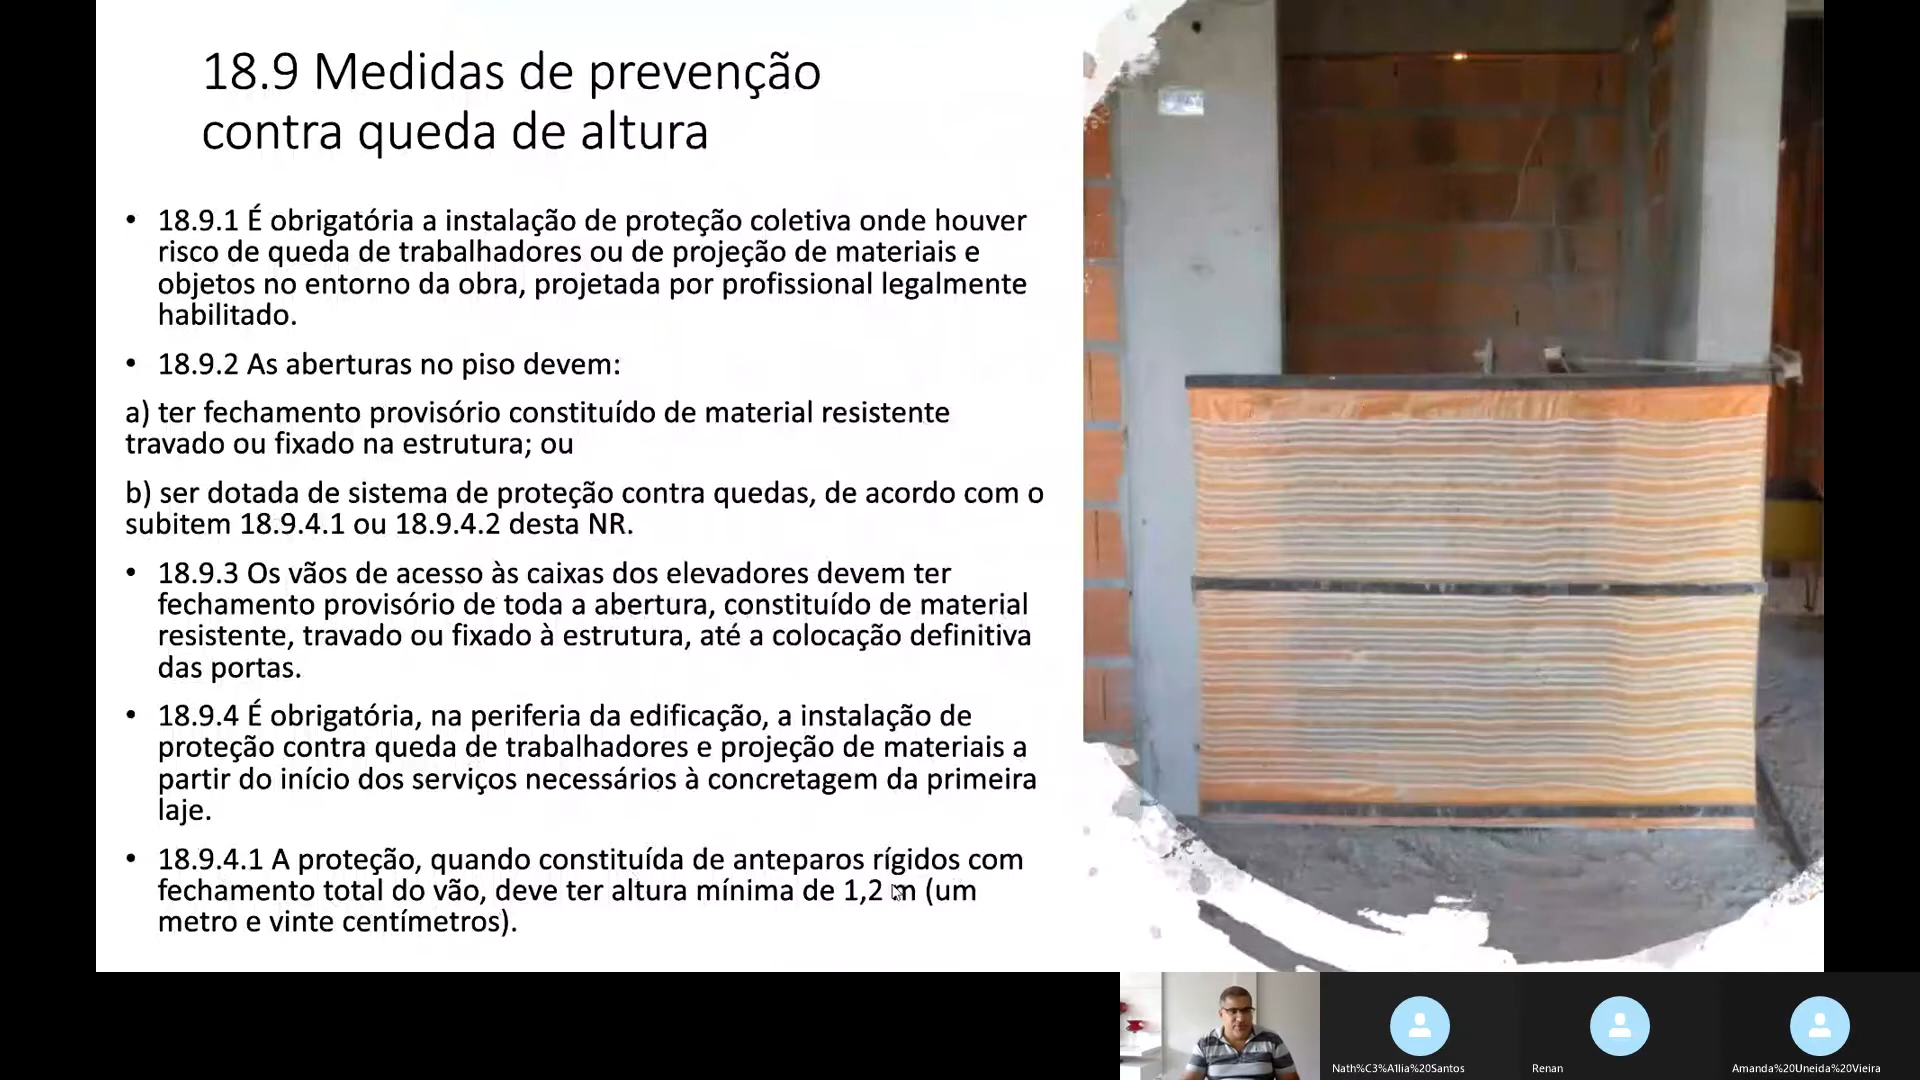 18.9 Medidas de prevenção
contra queda de altura
• 18.9.1 É obrigatória a instalação de proteção coletiva onde houver
risco de queda de trabalhadores ou de projeção de materiais e
objetos no entorno da obra, projetada por profissional legalmente
habilitado.
• 18.9.2 As aberturas no piso devem:
a) ter fechamento provisório constituído de material resistente
travado ou fixado na estrutura; ou
b) ser dotada de sistema de proteção contra quedas, de acordo com o
subitem 18.9.4.1 ou 18.9.4.2 desta NR.
• 18.9.3 Os vãos de acesso às caixas dos elevadores devem ter
fechamento provisório de toda a abertura, constituído de material
resistente, travado ou fixado à estrutura, até a colocação definitiva
das portas.
• 18.9.4 É obrigatória, na periferia da edificação, a instalação de
proteção contra queda de trabalhadores e projeção de materiais a
partir do início dos serviços necessários à concretagem da primeira
laje.
• 18.9.4.1 A proteção, quando constituída de anteparos rígidos com
fechamento total do vão, deve ter altura mínima de 1,2 m (um
metro e vinte centímetros).
Nath%C3%A1lia%20Santos
Renan
Amanda%20Uneida%20Vieira